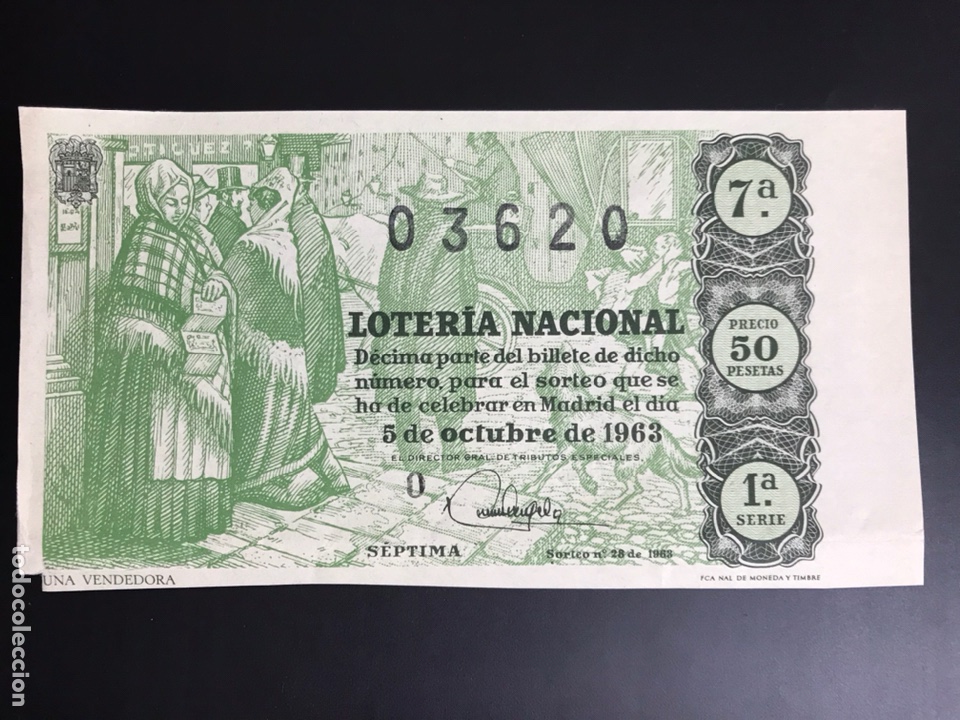 RTIGUEZ
03620
7ª
LOTERÍA NACIONAL
PRECIO
50
PESETAS
Décima parte del billete de dicho
número, para el sorteo que se
ha de celebrar en Madrid el día
5 de octubre de 1963
EL DIRECTOR GRAL. DE TRIBUTOS ESPECIALES,
0
1ª
SERIE
SÉPTIMA
Sorteo nº 28 de 1963
UNA VENDEDORA
FCA NAL DE MONEDA Y TIMBRE
todocoleccion